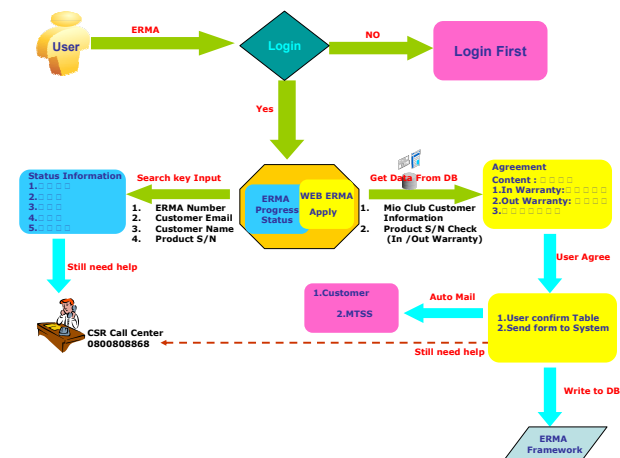 ERMA
User
Login
NO
Login First
Yes
Status Information
1.□ □ □ □
2.□ □ □
3.□ □ □
4.□ □ □
5.□ □ □ □
Search key Input
1. ERMA Number
2. Customer Email
3. Customer Name
4. Product S/N
ERMA
Progress
Status
WEB ERMA
Apply
Get Data From DB
1. Mio Club Customer
Information
2. Product S/N Check
(In /Out Warranty)
Agreement
Content : □ □ □ □
1.In Warranty:□ □ □ □ □
2.Out Warranty: □ □ □ □
3.□ □ □ □ □ □ □
Still need help
User Agree
1.Customer
2.MTSS
Auto Mail
1.User confirm Table
2.Send form to System
CSR Call Center
0800808868
Still need help
Write to DB
ERMA
Framework